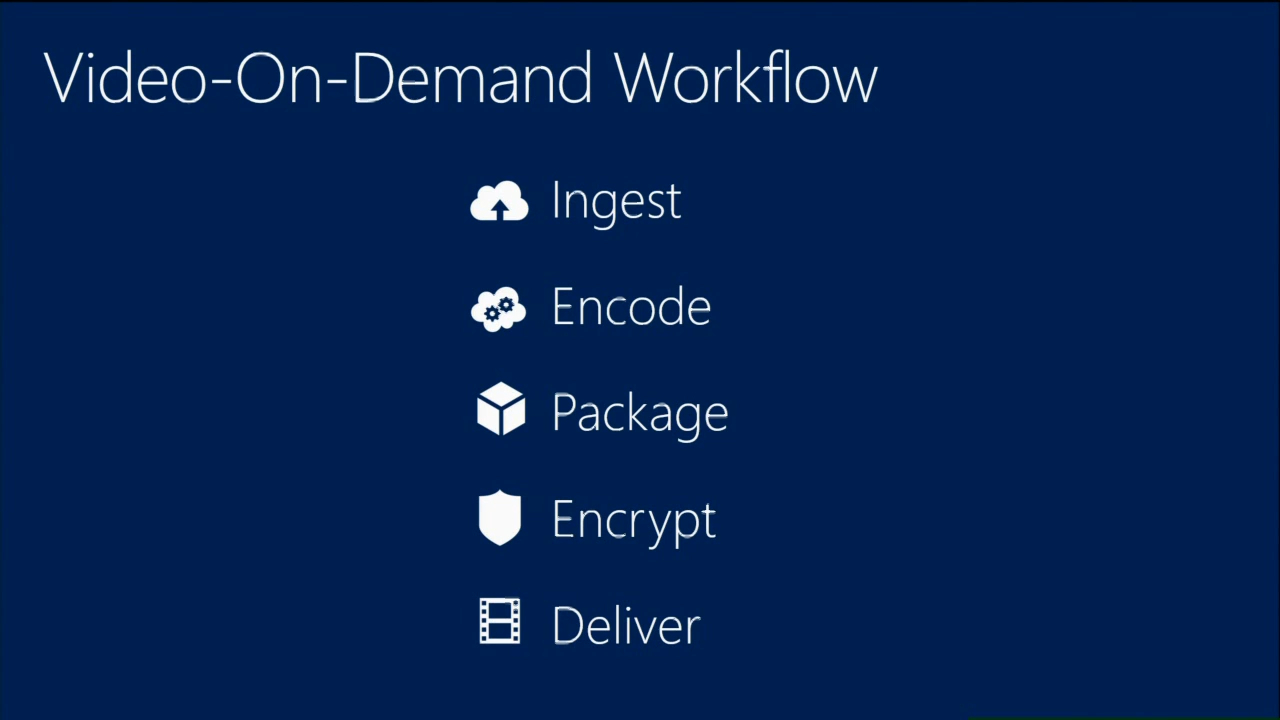 Video-On-Demand Workflow
Ingest
Encode
Package
Encrypt
Deliver